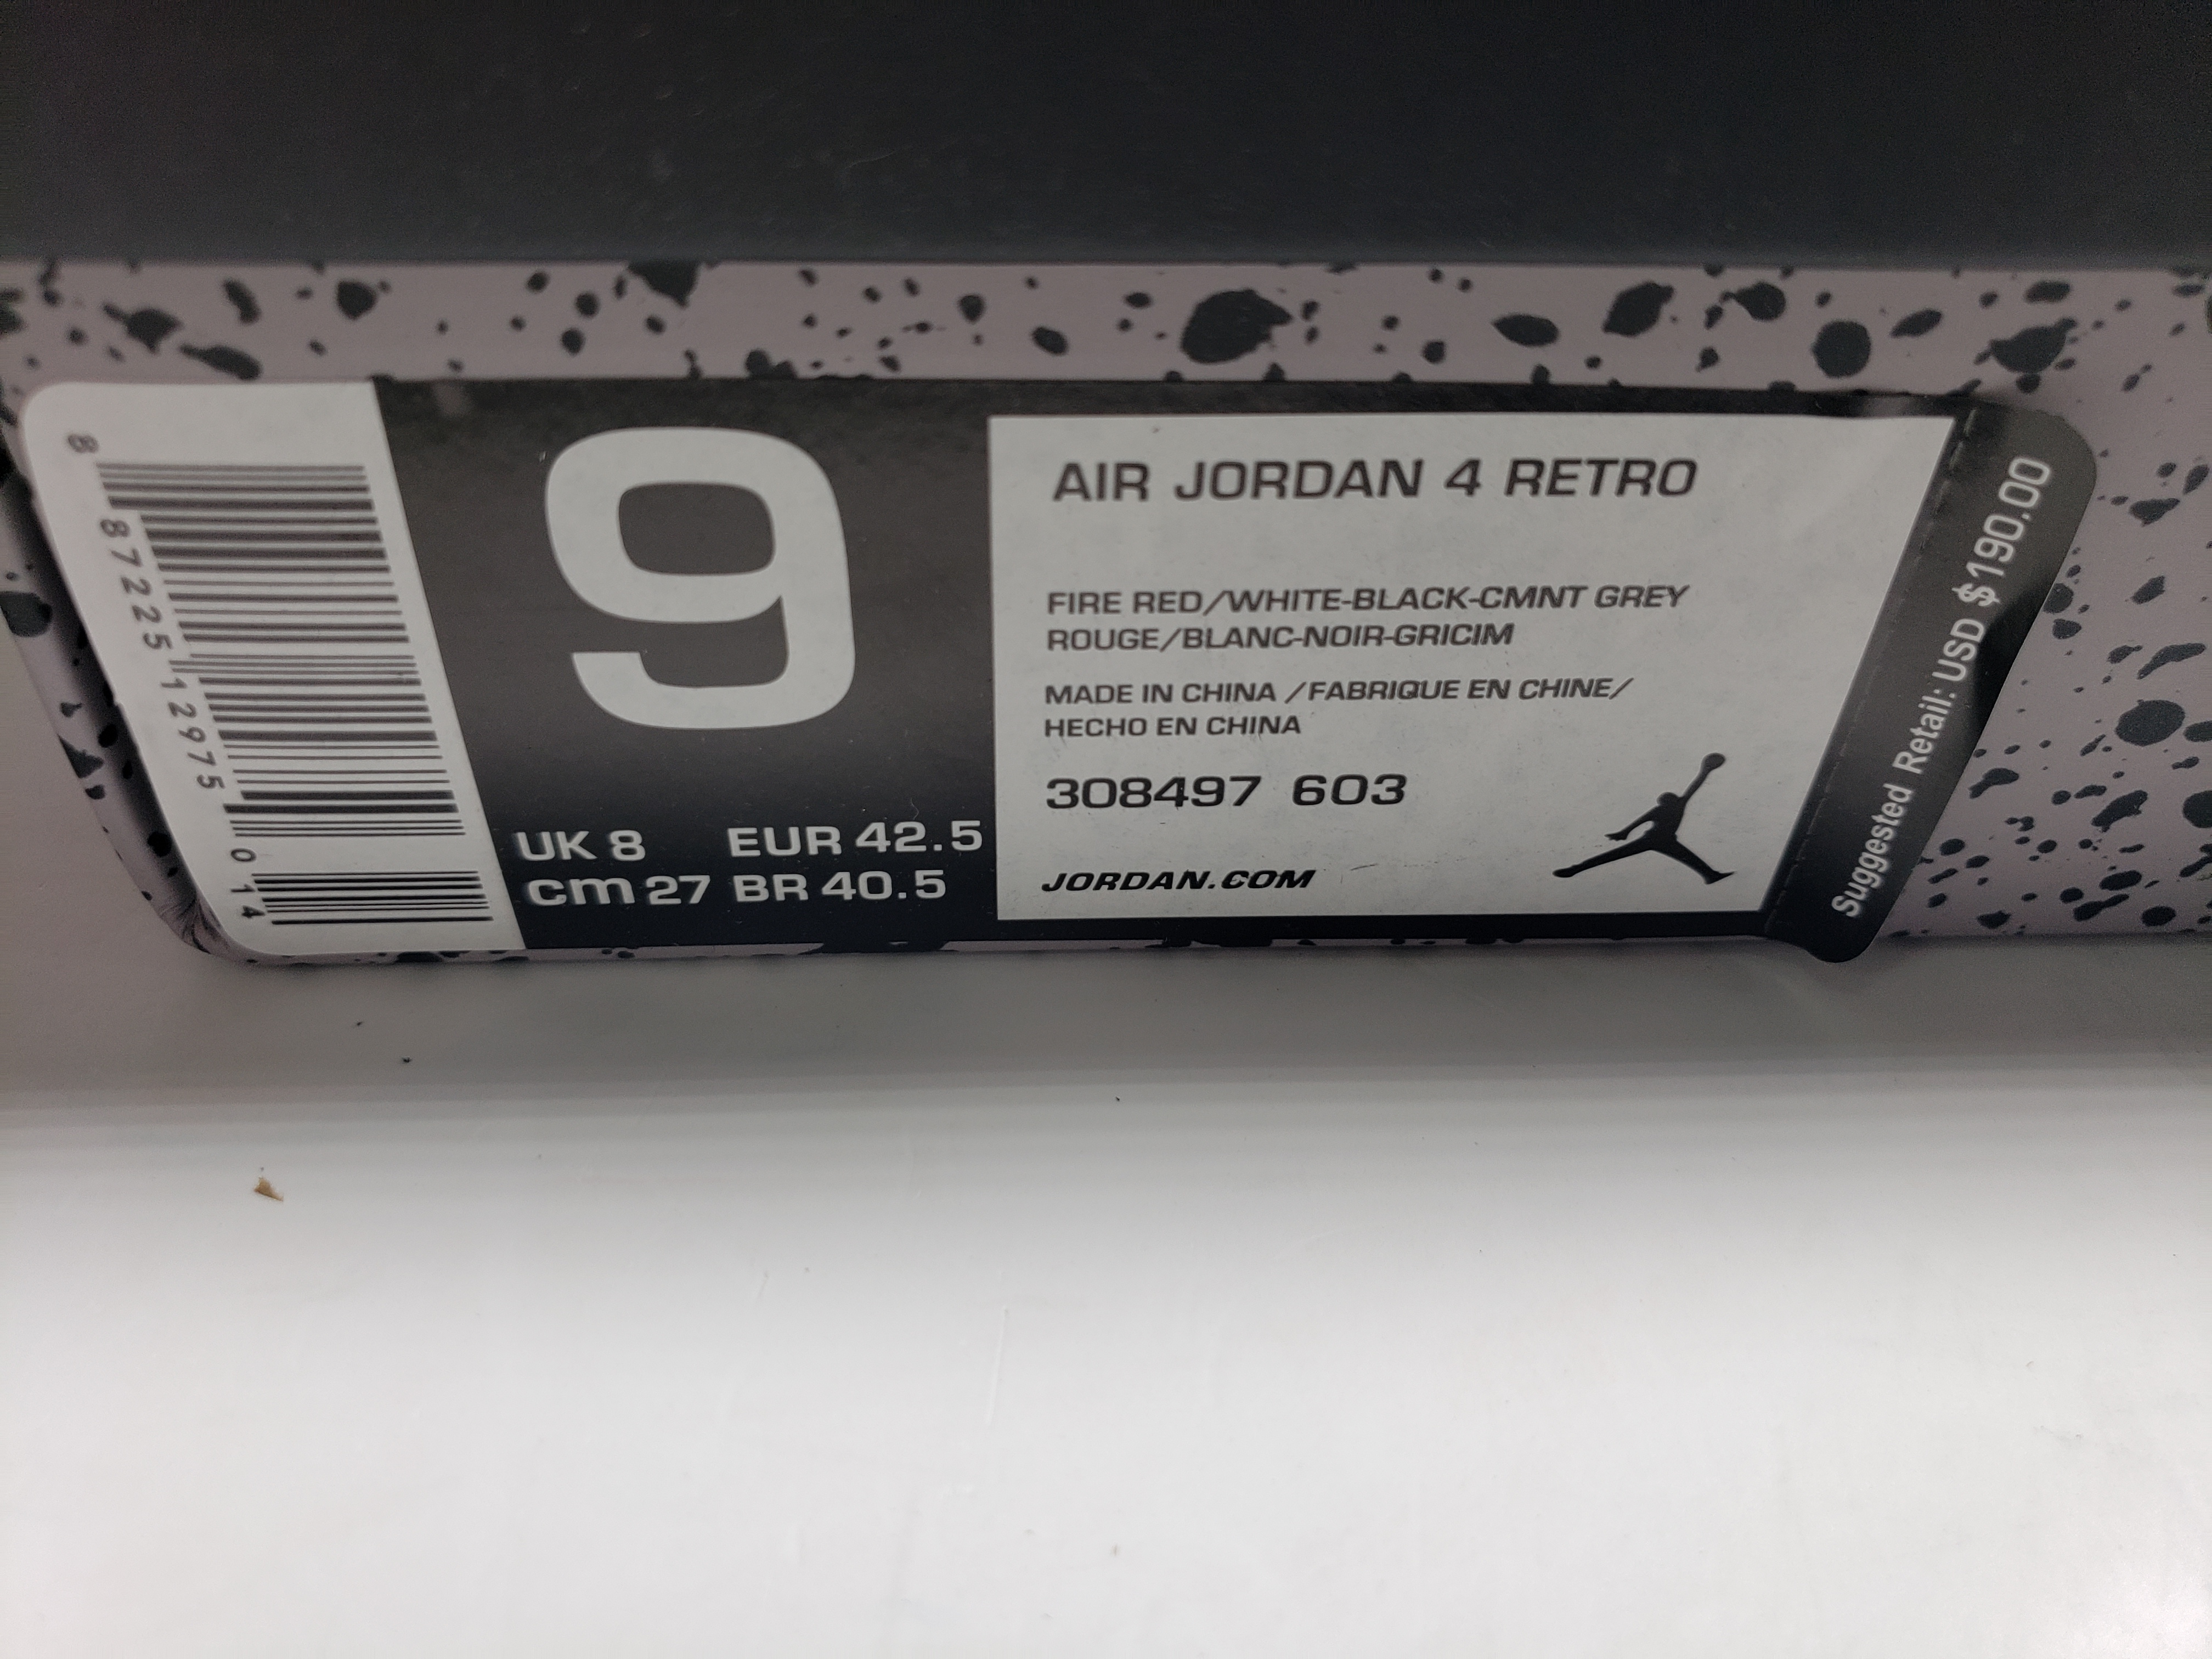 8 87225 12975 0 14
9
UK 8 EUR 42.5
cm 27 BR 40.5
AIR JORDAN 4 RETRO
FIRE RED/WHITE-BLACK-CMNT GREY
ROUGE/BLANC-NOIR-GRICIM
MADE IN CHINA /FABRIQUE EN CHINE/
HECHO EN CHINA
308497 603
JORDAN.COM
Suggested Retail: USD $190.00